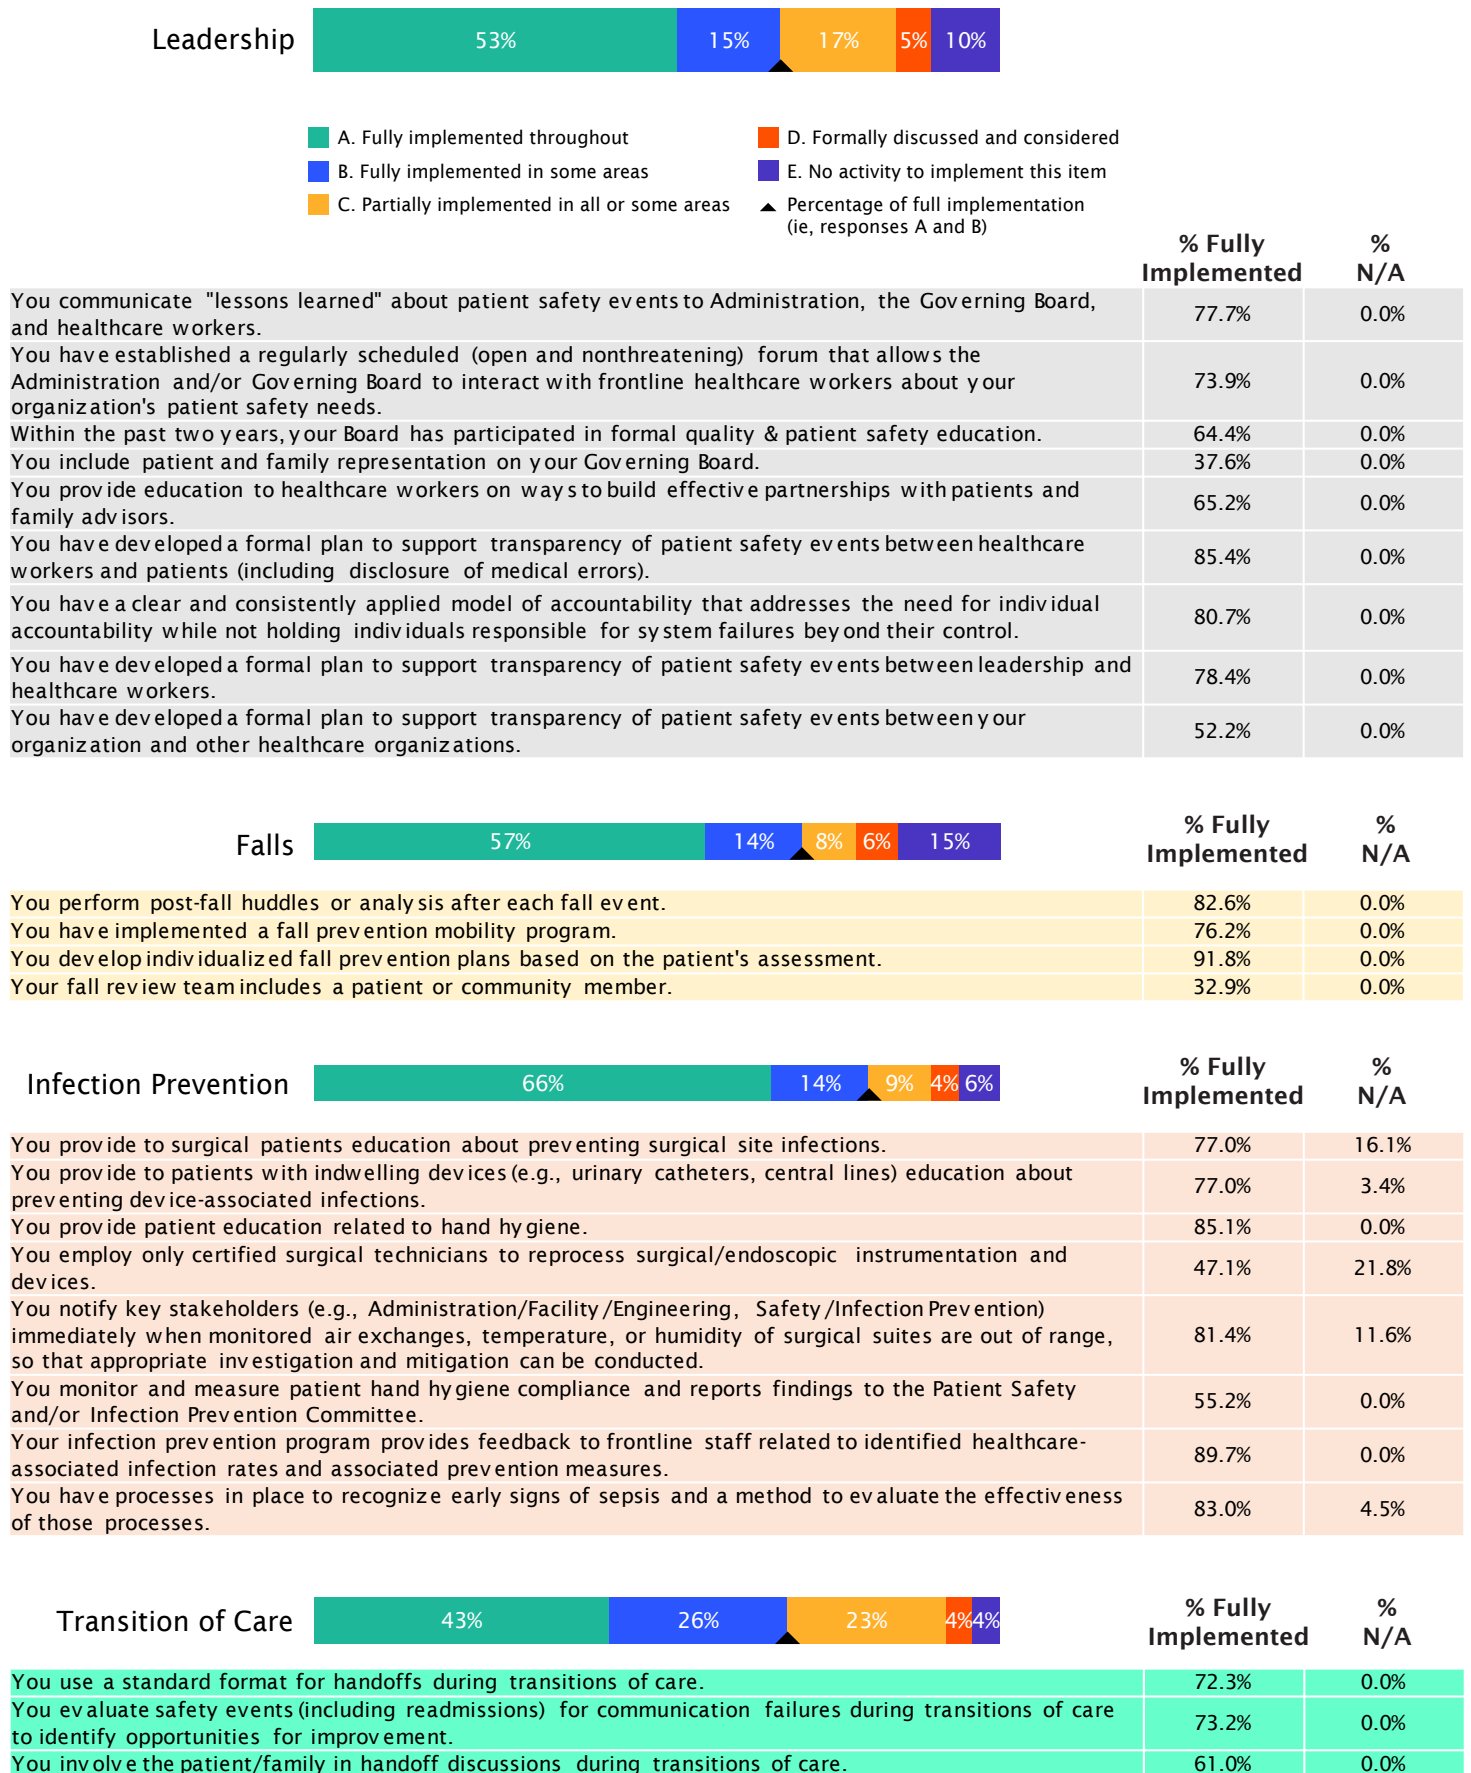 Leadership 53% 15% 17% 5% 10%
A. Fully implemented throughout
B. Fully implemented in some areas
C. Partially implemented in all or some areas
D. Formally discussed and considered
E. No activity to implement this item
Percentage of full implementation
(ie, responses A and B)
% Fully Implemented % N/A
You communicate "lessons learned" about patient safety events to Administration, the Governing Board,
and healthcare workers. 77.7% 0.0%
You have established a regularly scheduled (open and nonthreatening) forum that allows the
Administration and/or Governing Board to interact with frontline healthcare workers about your
organization's patient safety needs. 73.9% 0.0%
Within the past two years, your Board has participated in formal quality & patient safety education. 64.4% 0.0%
You include patient and family representation on your Governing Board. 37.6% 0.0%
You provide education to healthcare workers on ways to build effective partnerships with patients and
family advisors. 65.2% 0.0%
You have developed a formal plan to support transparency of patient safety events between healthcare
workers and patients (including disclosure of medical errors). 85.4% 0.0%
You have a clear and consistently applied model of accountability that addresses the need for individual
accountability while not holding individuals responsible for system failures beyond their control. 80.7% 0.0%
You have developed a formal plan to support transparency of patient safety events between leadership and
healthcare workers. 78.4% 0.0%
You have developed a formal plan to support transparency of patient safety events between your
organization and other healthcare organizations. 52.2% 0.0%
Falls 57% 14% 8% 6% 15%
% Fully Implemented % N/A
You perform post-fall huddles or analysis after each fall event. 82.6% 0.0%
You have implemented a fall prevention mobility program. 76.2% 0.0%
You develop individualized fall prevention plans based on the patient's assessment. 91.8% 0.0%
Your fall review team includes a patient or community member. 32.9% 0.0%
Infection Prevention 66% 14% 9% 4% 6%
% Fully Implemented % N/A
You provide to surgical patients education about preventing surgical site infections. 77.0% 16.1%
You provide to patients with indwelling devices (e.g., urinary catheters, central lines) education about
preventing device-associated infections. 77.0% 3.4%
You provide patient education related to hand hygiene. 85.1% 0.0%
You employ only certified surgical technicians to reprocess surgical/endoscopic instrumentation and
devices. 47.1% 21.8%
You notify key stakeholders (e.g., Administration/Facility/Engineering, Safety/Infection Prevention)
immediately when monitored air exchanges, temperature, or humidity of surgical suites are out of range,
so that appropriate investigation and mitigation can be conducted. 81.4% 11.6%
You monitor and measure patient hand hygiene compliance and reports findings to the Patient Safety
and/or Infection Prevention Committee. 55.2% 0.0%
Your infection prevention program provides feedback to frontline staff related to identified healthcare-
associated infection rates and associated prevention measures. 89.7% 0.0%
You have processes in place to recognize early signs of sepsis and a method to evaluate the effectiveness
of those processes. 83.0% 4.5%
Transition of Care 43% 26% 23% 4% 4%
% Fully Implemented % N/A
You use a standard format for handoffs during transitions of care. 72.3% 0.0%
You evaluate safety events (including readmissions) for communication failures during transitions of care
to identify opportunities for improvement. 73.2% 0.0%
You involve the patient/family in handoff discussions during transitions of care. 61.0% 0.0%